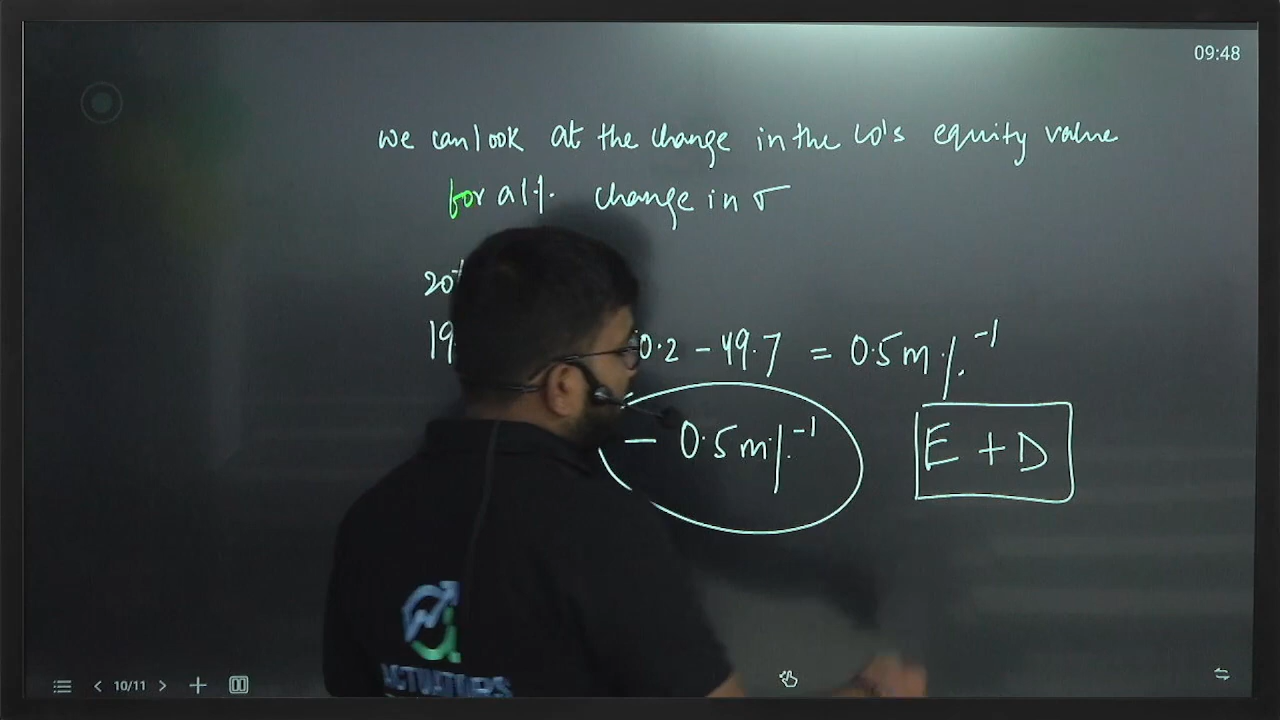 09:48
we can look at the change in the co's equity value
for a 1% change in σ
20
19
0.2 - 49.7 = 0.5m %⁻¹
- 0.5m %⁻¹
E + D
10/11